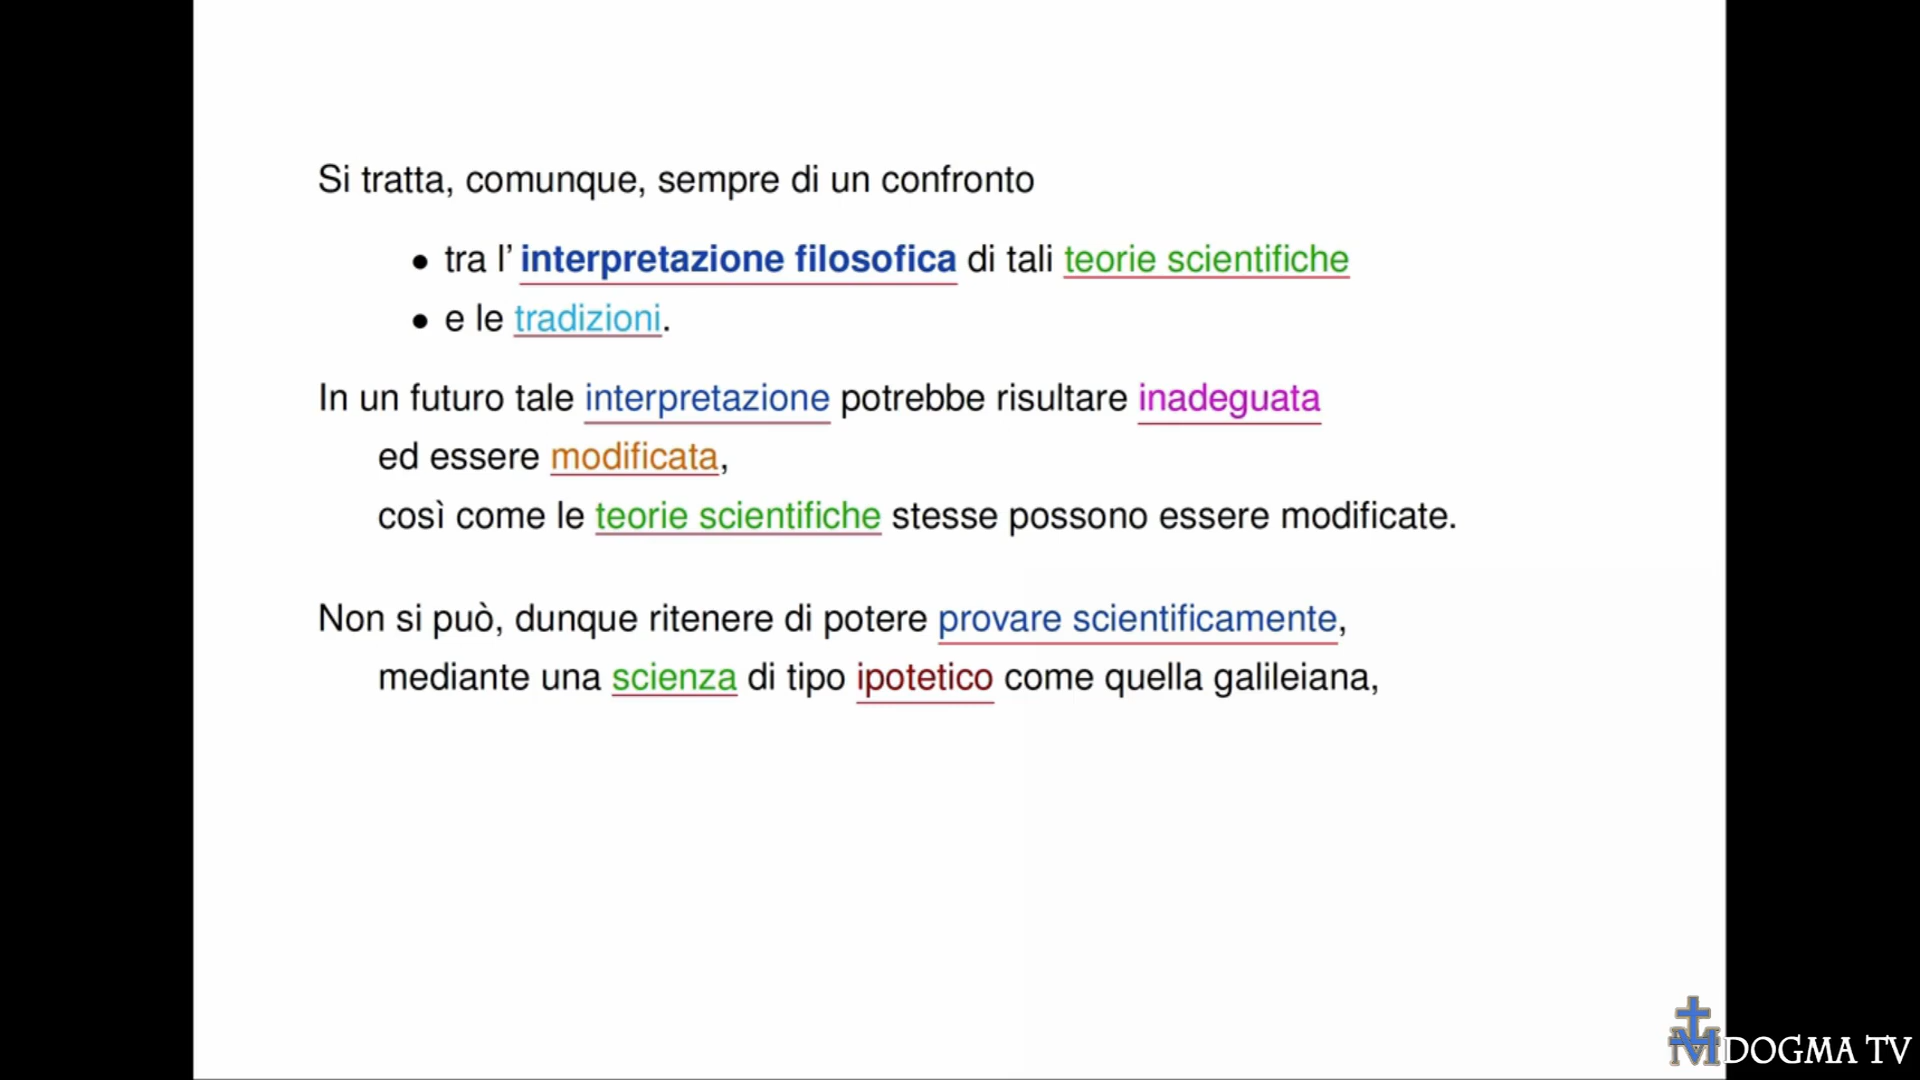 Si tratta, comunque, sempre di un confronto
• tra l' interpretazione filosofica di tali teorie scientifiche
• e le tradizioni.
In un futuro tale interpretazione potrebbe risultare inadeguata
ed essere modificata,
così come le teorie scientifiche stesse possono essere modificate.
Non si può, dunque ritenere di potere provare scientificamente,
mediante una scienza di tipo ipotetico come quella galileiana,
DOGMA TV